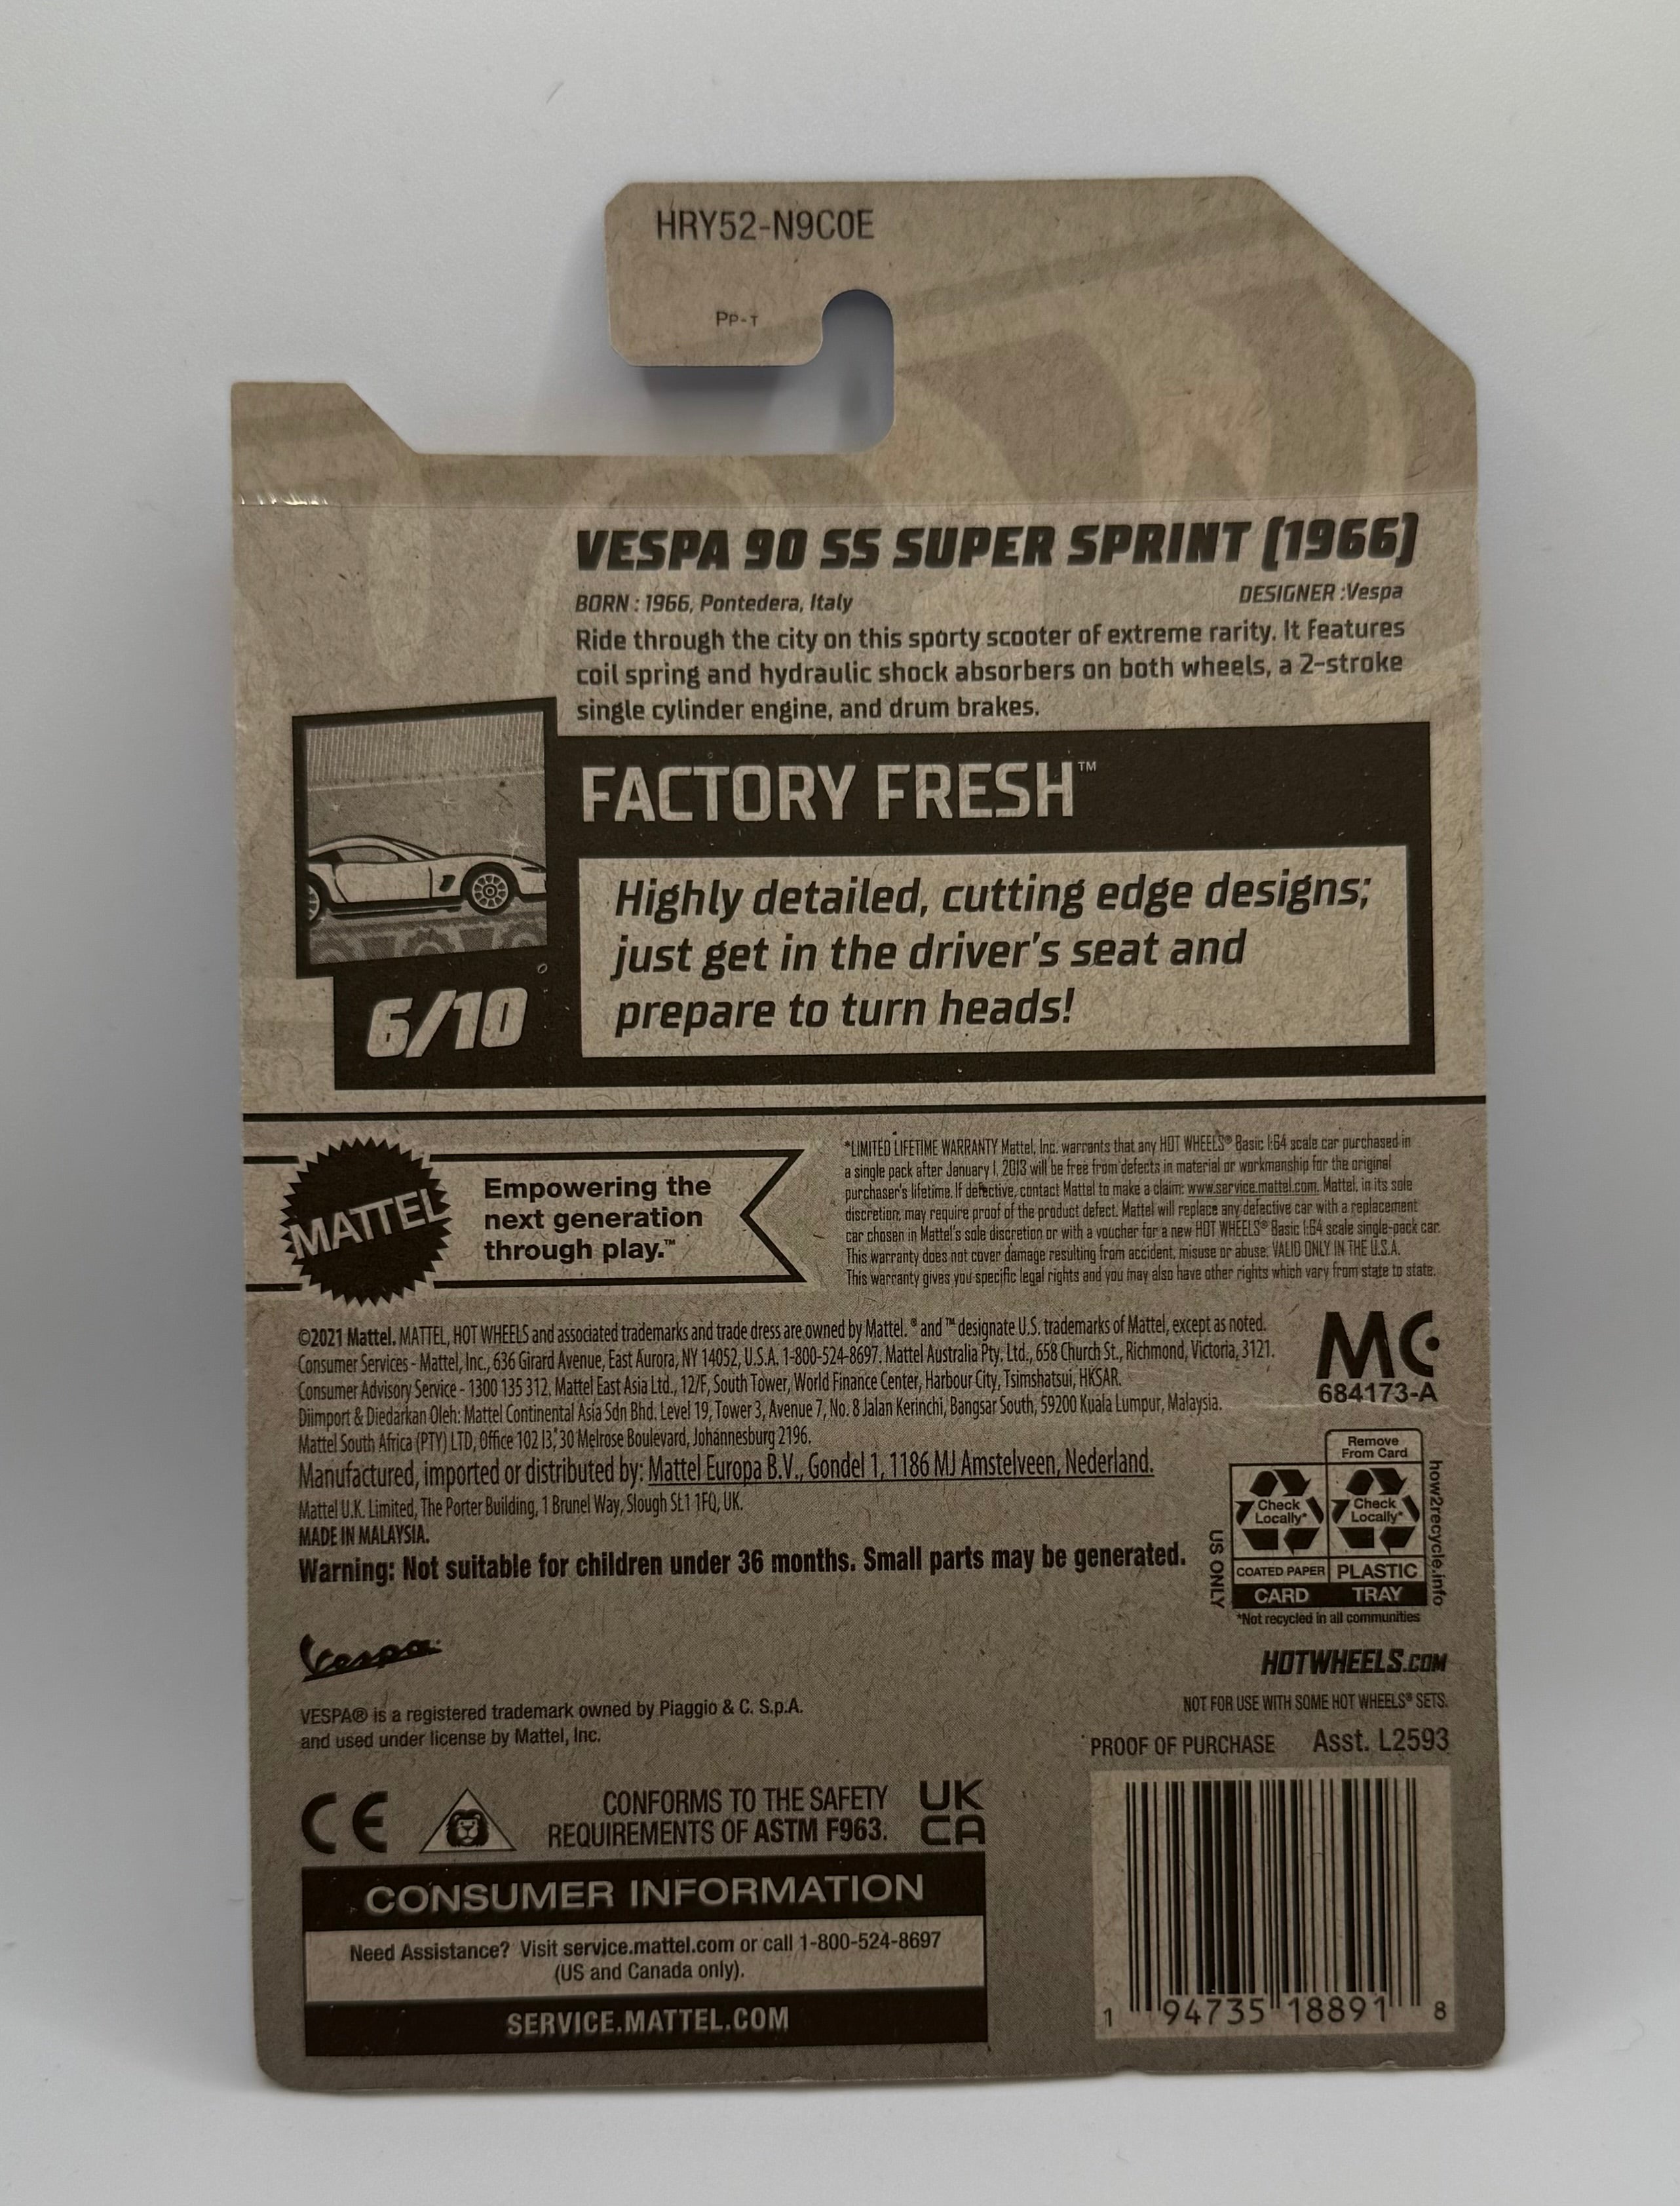 HRY52-N9C0E
PP-T
VESPA 90 SS SUPER SPRINT (1966)
BORN : 1966, Pontedera, Italy
DESIGNER :Vespa
Ride through the city on this sporty scooter of extreme rarity. It features
coil spring and hydraulic shock absorbers on both wheels, a 2-stroke
single cylinder engine, and drum brakes.
FACTORY FRESH™
Highly detailed, cutting edge designs;
just get in the driver's seat and
prepare to turn heads!
6/10
MATTEL
Empowering the
next generation
through play.™
*LIMITED LIFETIME WARRANTY Mattel, Inc. warrants that any HOT WHEELS® Basic 1:64 scale car purchased in
a single pack after January 1, 2013 will be free from defects in material or workmanship for the original
purchaser's lifetime. If defective, contact Mattel to make a claim: www.service.mattel.com. Mattel, in its sole
discretion, may require proof of the product defect. Mattel will replace any defective car with a replacement
car chosen in Mattel's sole discretion or with a voucher for a new HOT WHEELS® Basic 1:64 scale single-pack car.
This warranty does not cover damage resulting from accident, misuse or abuse. VALID ONLY IN THE U.S.A.
This warranty gives you specific legal rights and you may also have other rights which vary from state to state.
©2021 Mattel. MATTEL, HOT WHEELS and associated trademarks and trade dress are owned by Mattel. ® and ™ designate U.S. trademarks of Mattel, except as noted.
Consumer Services - Mattel, Inc., 636 Girard Avenue, East Aurora, NY 14052, U.S.A. 1-800-524-8697. Mattel Australia Pty. Ltd., 658 Church St., Richmond, Victoria, 3121.
Consumer Advisory Service - 1300 135 312. Mattel East Asia Ltd., 12/F, South Tower, World Finance Center, Harbour City, Tsimshatsui, HKSAR.
Diimport & Diedarkan Oleh: Mattel Continental Asia Sdn Bhd. Level 19, Tower 3, Avenue 7, No. 8 Jalan Kerinchi, Bangsar South, 59200 Kuala Lumpur, Malaysia.
Mattel South Africa (PTY) LTD, Office 102 I3, 30 Melrose Boulevard, Johannesburg 2196.
Manufactured, imported or distributed by: Mattel Europa B.V., Gondel 1, 1186 MJ Amstelveen, Nederland.
Mattel U.K. Limited, The Porter Building, 1 Brunel Way, Slough SL1 1FQ, UK.
MADE IN MALAYSIA.
Warning: Not suitable for children under 36 months. Small parts may be generated.
MC
684173-A
Remove
From Card
Check
Locally*
Check
Locally*
COATED PAPER
PLASTIC
CARD
TRAY
US ONLY
how2recycle.info
*Not recycled in all communities
Vespa
VESPA® is a registered trademark owned by Piaggio & C. S.p.A.
and used under license by Mattel, Inc.
HOTWHEELS.COM
NOT FOR USE WITH SOME HOT WHEELS® SETS.
PROOF OF PURCHASE Asst. L2593
CE
CONFORMS TO THE SAFETY
REQUIREMENTS OF ASTM F963.
UK
CA
CONSUMER INFORMATION
Need Assistance? Visit service.mattel.com or call 1-800-524-8697
(US and Canada only).
SERVICE.MATTEL.COM
1 94735 18891 8